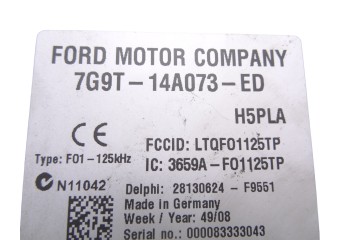 FORD MOTOR COMPANY
7G9T-14A073-ED
H5PLA
CE
FCCID: LTQF01125TP
Type: F01-125kHz IC: 3659A-F01125TP
N11042 Delphi: 28130624 - F9551
Made in Germany
Week / Year: 49/08
Serial No: 000083333043